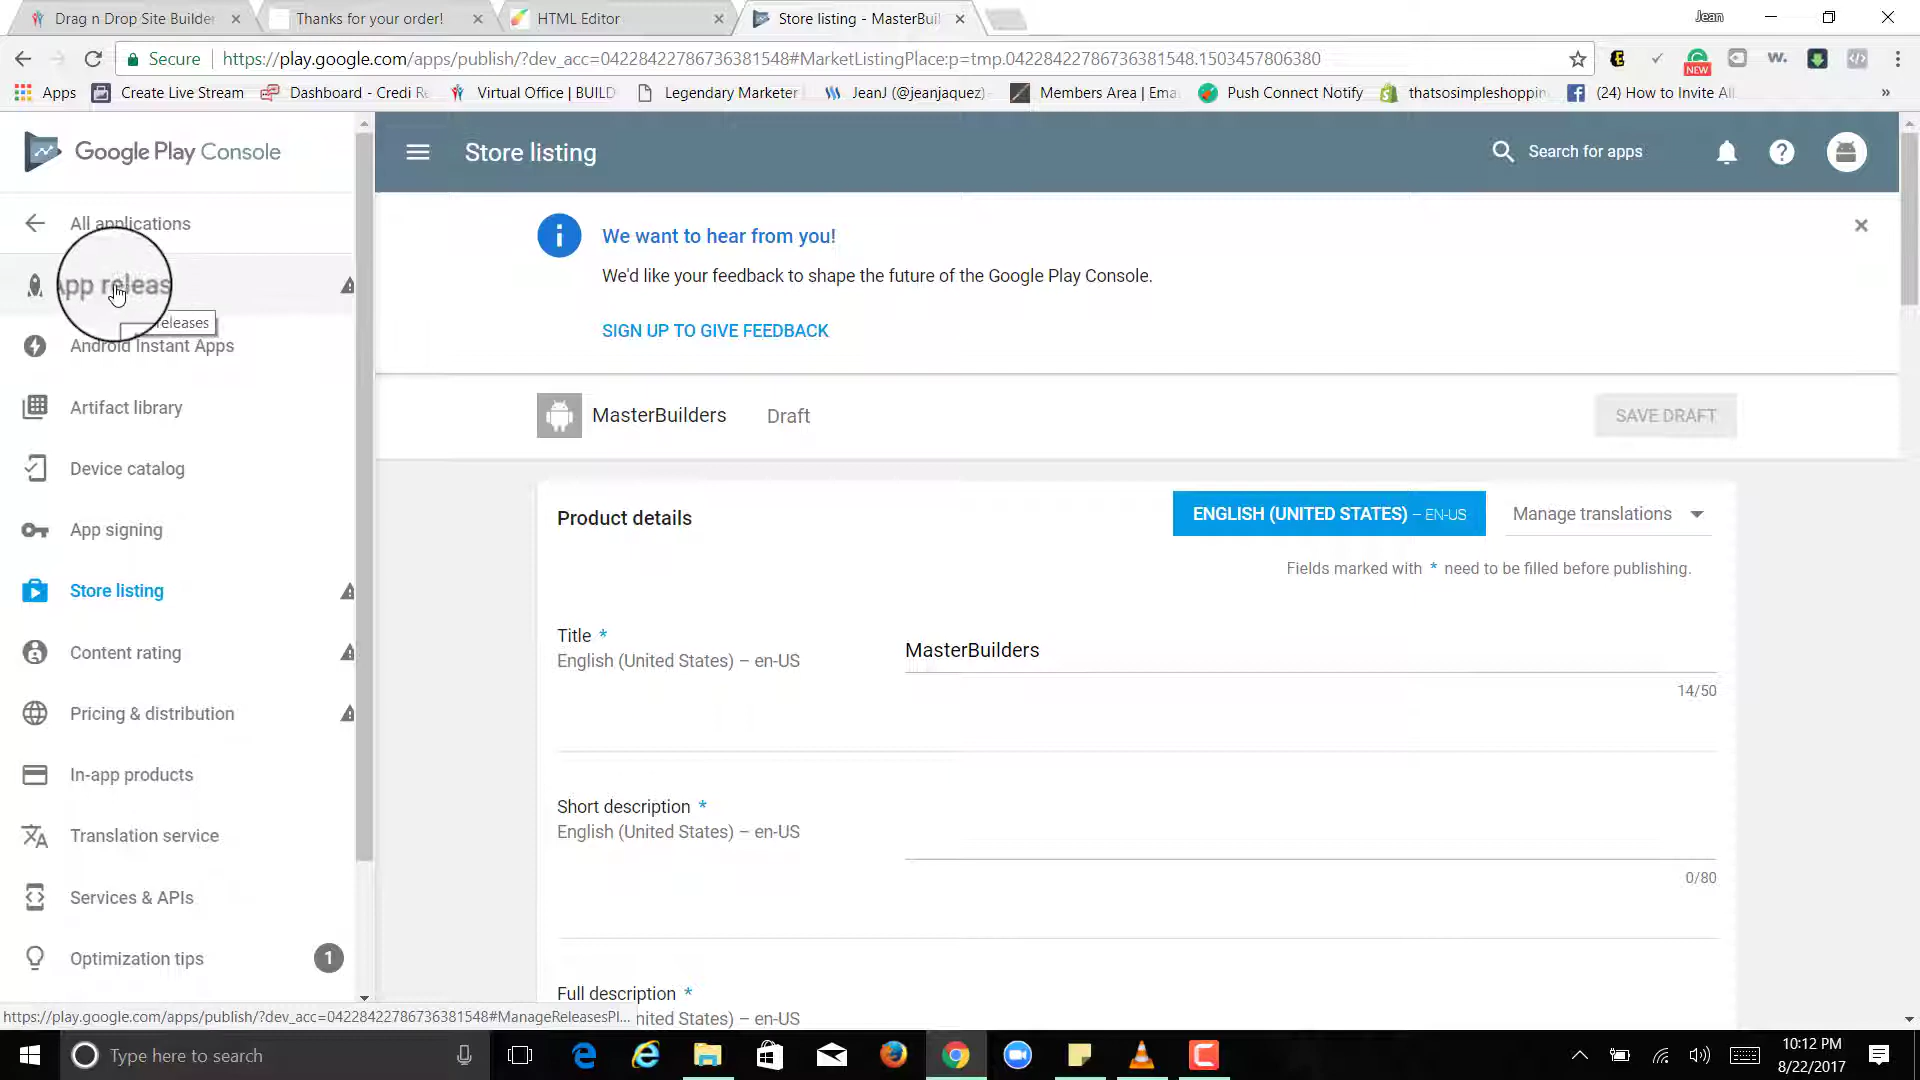 Drag n Drop Site Builder
Thanks for your order!
HTML Editor
Store listing - MasterBuil
Jean
Secure
https://play.google.com/apps/publish/?dev_acc=04228422786736381548#MarketListingPlace:p=tmp.04228422786736381548.1503457806380
NEW
W.
Apps
Create Live Stream
Dashboard - Credi Re
Virtual Office | BUILD
Legendary Marketer
JeanJ (@jeanjaquez)
Members Area | Ema
Push Connect Notify
thatsosimpleshoppin
(24) How to Invite All
»
Google Play Console
Store listing
Search for apps
All applications
App releas
releases
Android Instant Apps
Artifact library
Device catalog
App signing
Store listing
Content rating
Pricing & distribution
In-app products
Translation service
Services & APIs
Optimization tips
1
We want to hear from you!
We'd like your feedback to shape the future of the Google Play Console.
SIGN UP TO GIVE FEEDBACK
MasterBuilders
Draft
SAVE DRAFT
Product details
ENGLISH (UNITED STATES) – EN-US
Manage translations
Fields marked with * need to be filled before publishing.
Title *
English (United States) – en-US
MasterBuilders
14/50
Short description *
English (United States) – en-US
0/80
Full description *
nited States) – en-US
https://play.google.com/apps/publish/?dev_acc=04228422786736381548#ManageReleasesPl...
Type here to search
10:12 PM
8/22/2017